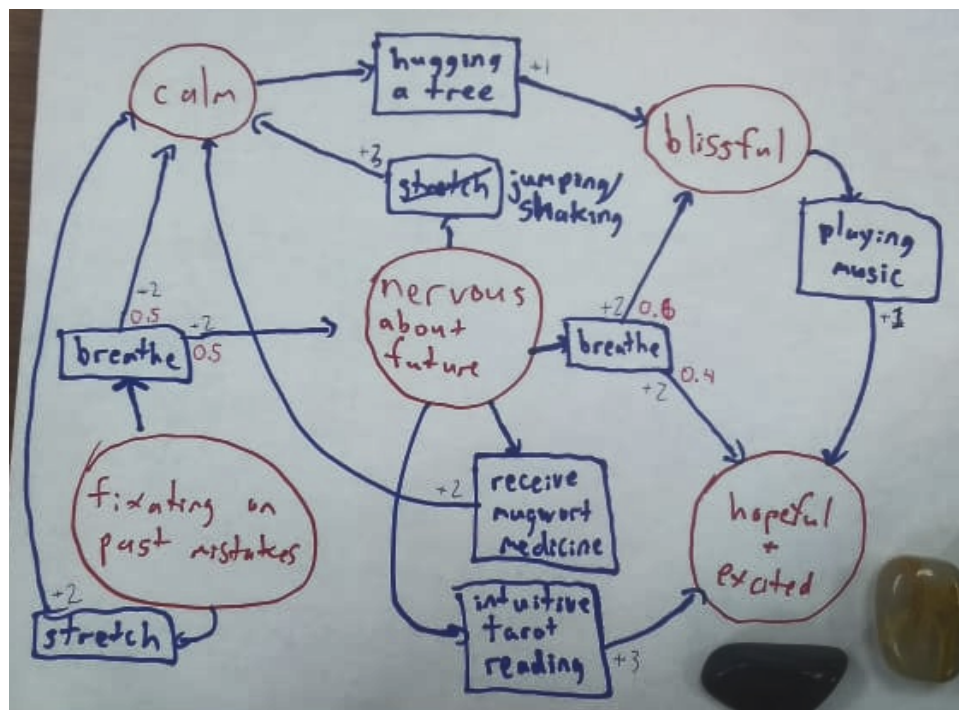 calm
hugging
a tree
+1
blissful
+3
stretch
jumping/
shaking
playing
music
+1
nervous
about
future
+2
0.5
+2
0.5
breathe
+2
0.6
breathe
0.4
+2
fixating on
past mistakes
+2
receive
mugwort
medicine
hopeful
+
excited
+2
stretch
intuitive
tarot
reading
+3